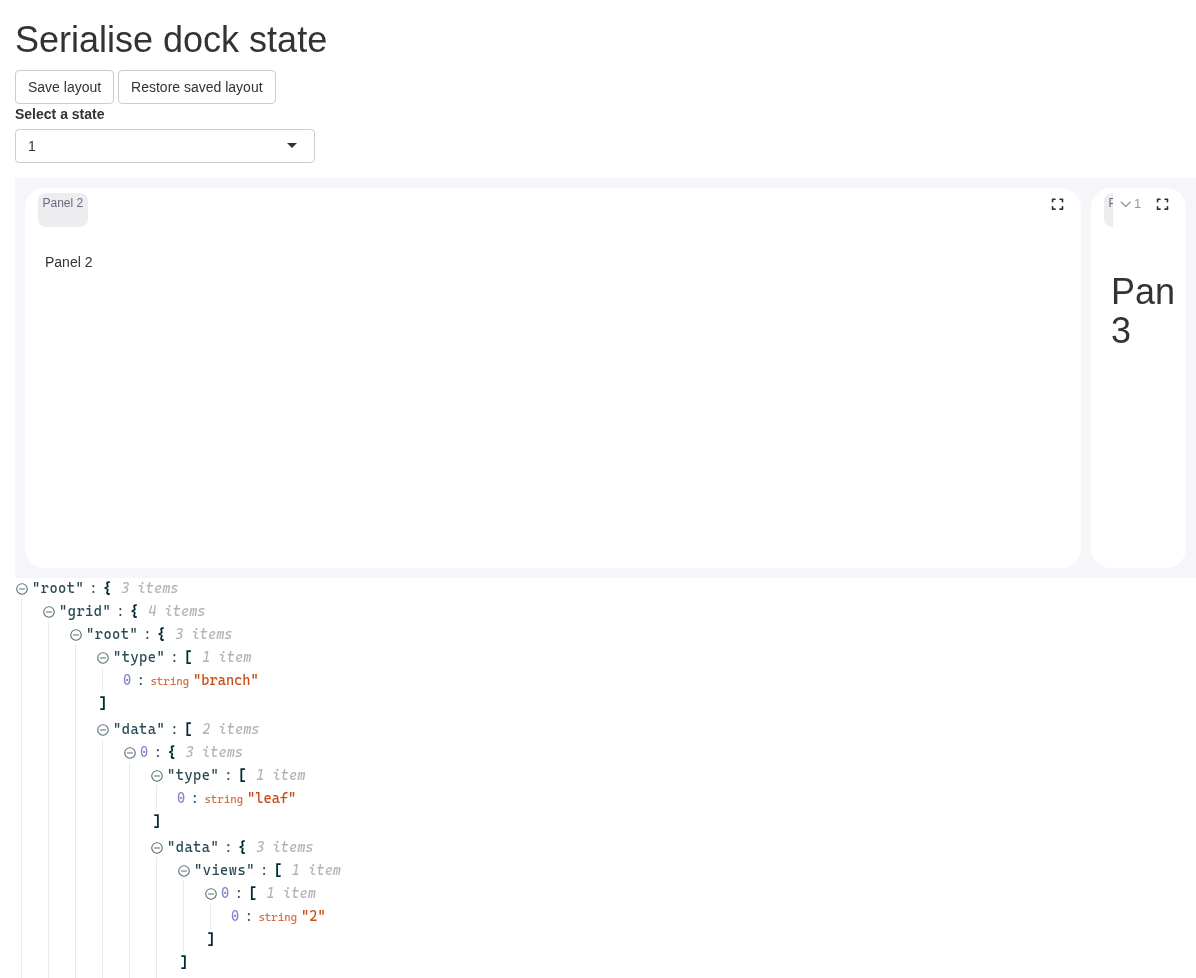 Serialise dock state
Save layout Restore saved layout
Select a state
1
Panel 2
1
Panel 2
Pan
3
"root" : { 3 items
"grid" : { 4 items
"root" : { 3 items
"type" : [ 1 item
0 : string "branch"
]
"data" : [ 2 items
0 : { 3 items
"type" : [ 1 item
0 : string "leaf"
]
"data" : { 3 items
"views" : [ 1 item
0 : [ 1 item
0 : string "2"
]
]